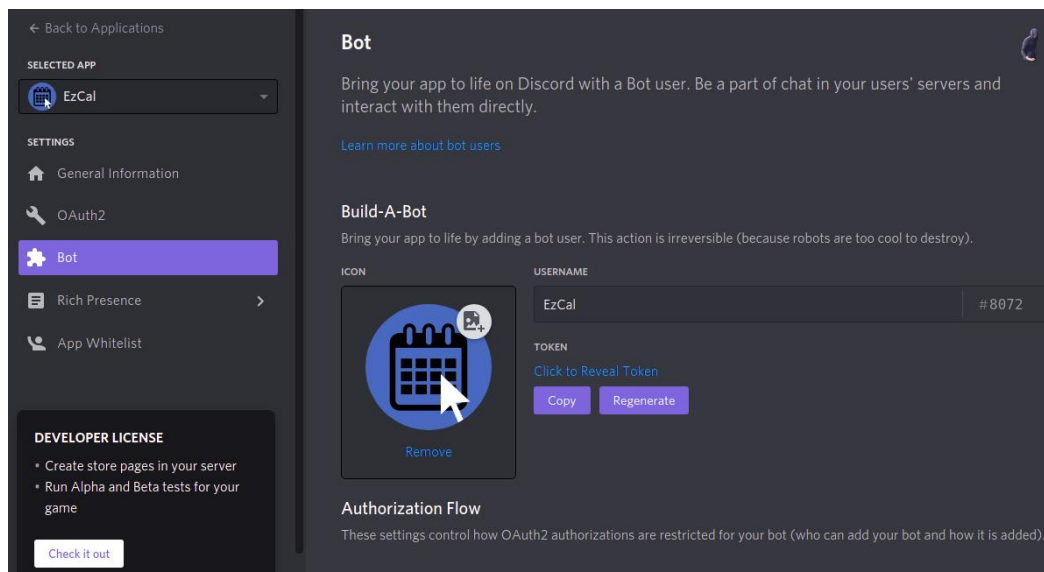 ← Back to Applications
SELECTED APP
EzCal
SETTINGS
General Information
OAuth2
Bot
Rich Presence
App Whitelist
DEVELOPER LICENSE
• Create store pages in your server
• Run Alpha and Beta tests for your
game
Check it out
Bot
Bring your app to life on Discord with a Bot user. Be a part of chat in your users' servers and
interact with them directly.
Learn more about bot users
Build-A-Bot
Bring your app to life by adding a bot user. This action is irreversible (because robots are too cool to destroy).
ICON
Remove
USERNAME
EzCal #8072
TOKEN
Click to Reveal Token
Copy Regenerate
Authorization Flow
These settings control how OAuth2 authorizations are restricted for your bot (who can add your bot and how it is added).